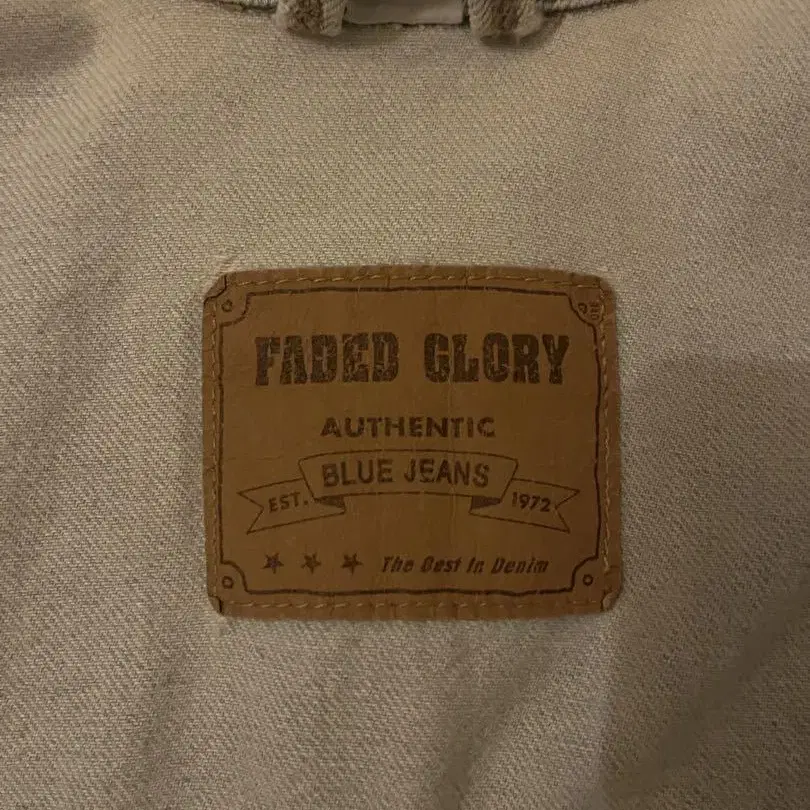 FADED GLORY
AUTHENTIC
BLUE JEANS
EST. 1972
The Best In Denim